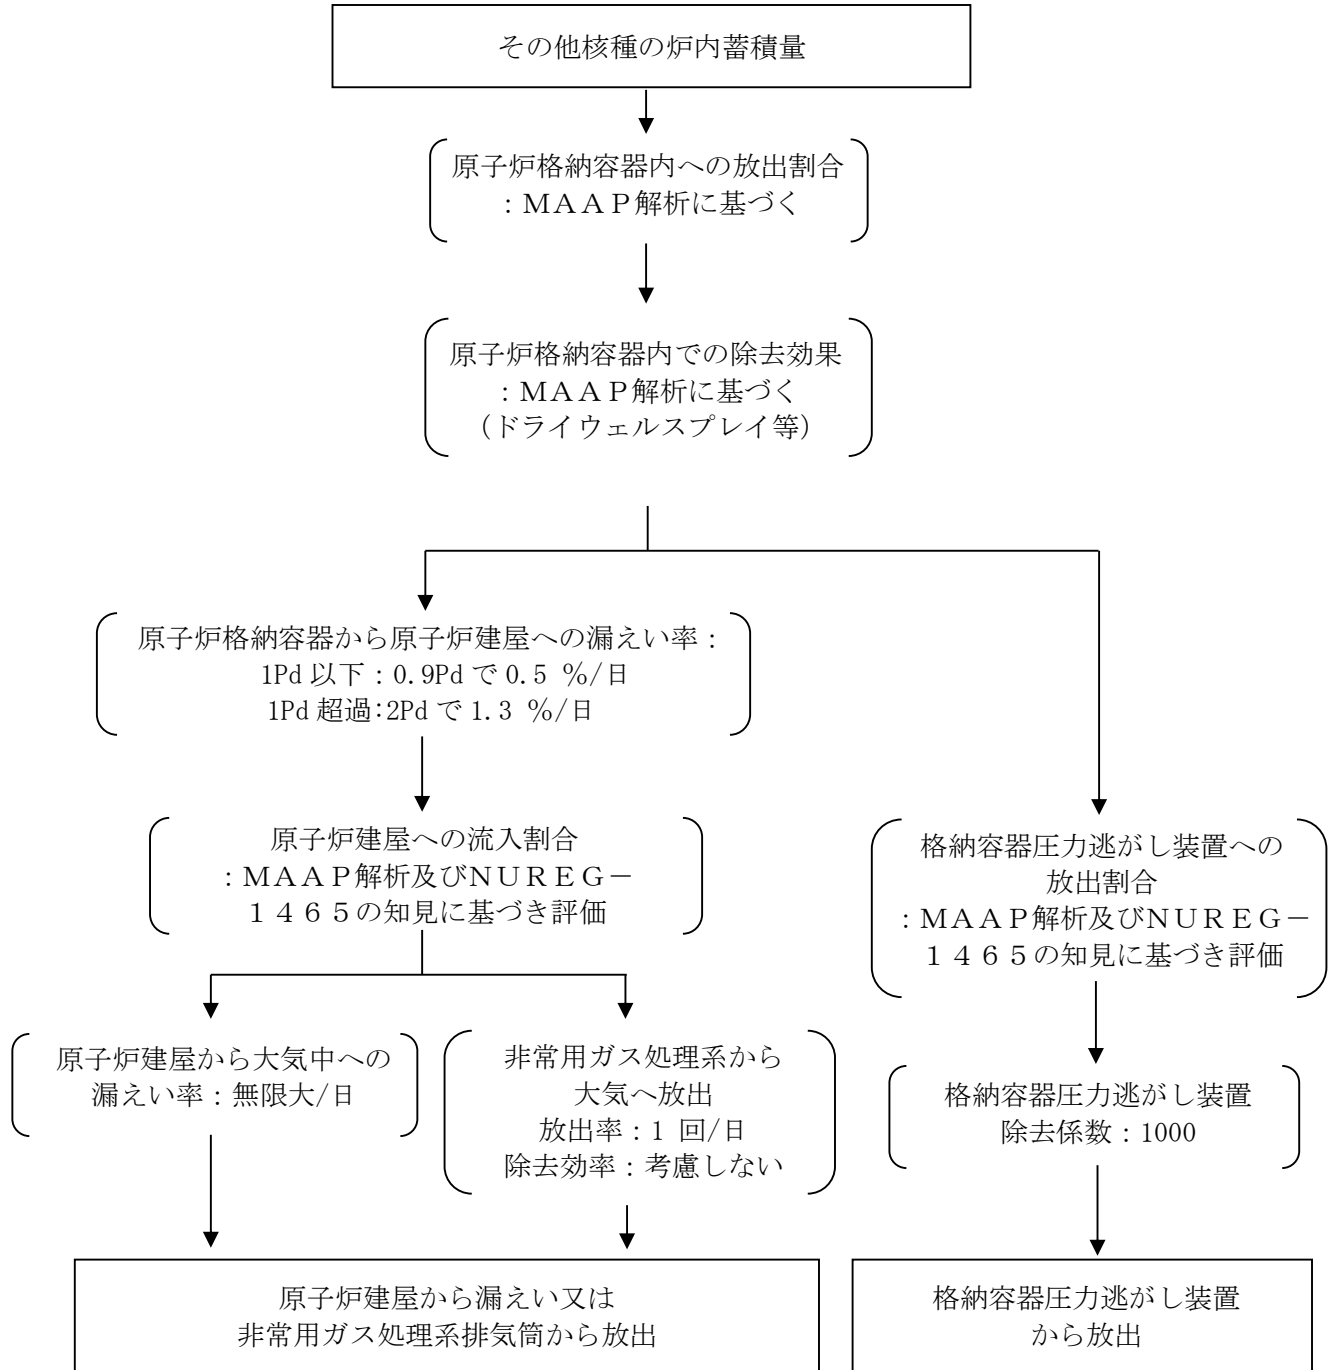 その他核種の炉内蓄積量
原子炉格納容器内への放出割合
：ＭＡＡＰ解析に基づく
原子炉格納容器内での除去効果
：ＭＡＡＰ解析に基づく
（ドライウェルスプレイ等）
原子炉格納容器から原子炉建屋への漏えい率：
1Pd 以下：0.9Pd で 0.5 %/日
1Pd 超過：2Pd で 1.3 %/日
原子炉建屋への流入割合
：ＭＡＡＰ解析及びＮＵＲＥＧ－
１４６５の知見に基づき評価
原子炉建屋から大気中への
漏えい率：無限大/日
非常用ガス処理系から
大気へ放出
放出率：1 回/日
除去効率：考慮しない
原子炉建屋から漏えい又は
非常用ガス処理系排気筒から放出
格納容器圧力逃がし装置への
放出割合
：ＭＡＡＰ解析及びＮＵＲＥＧ－
１４６５の知見に基づき評価
格納容器圧力逃がし装置
除去係数：1000
格納容器圧力逃がし装置
から放出